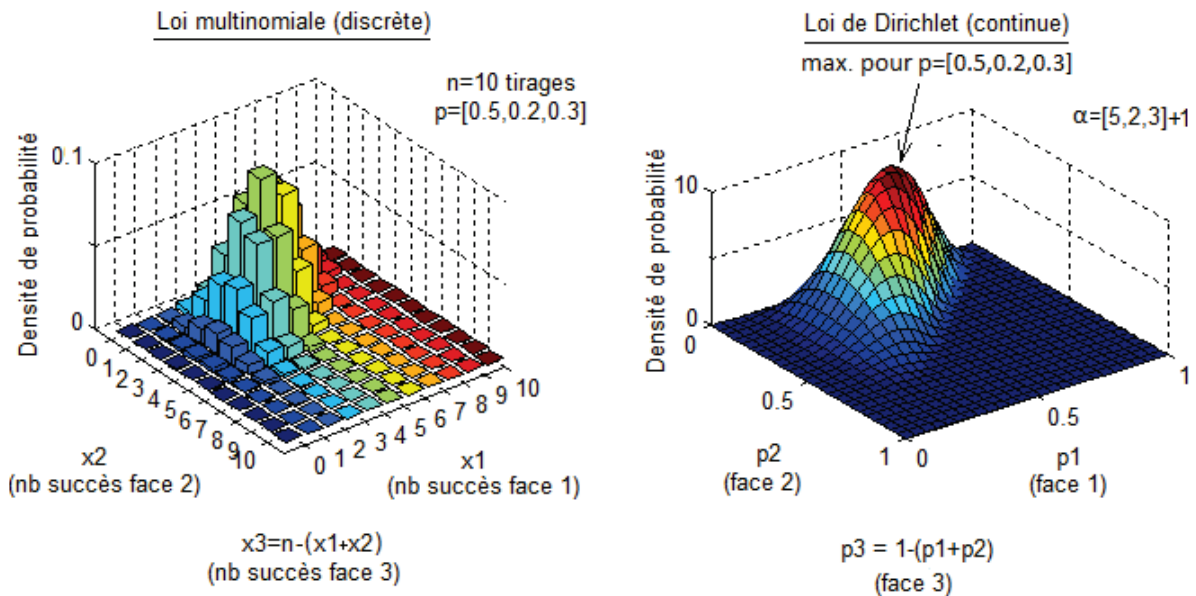 Loi multinomiale (discrète)
n=10 tirages
p=[0.5,0.2,0.3]
Densité de probabilité
0.1
0
0 1 2 3 4 5 6 7 8 9 10
x2
(nb succès face 2)
0 1 2 3 4 5 6 7 8 9 10
x1
(nb succès face 1)
x3=n-(x1+x2)
(nb succès face 3)
Loi de Dirichlet (continue)
max. pour p=[0.5,0.2,0.3]
α=[5,2,3]+1
Densité de probabilité
10
0
0 0.5 1
p2
(face 2)
0 0.5 1
p1
(face 1)
p3 = 1-(p1+p2)
(face 3)